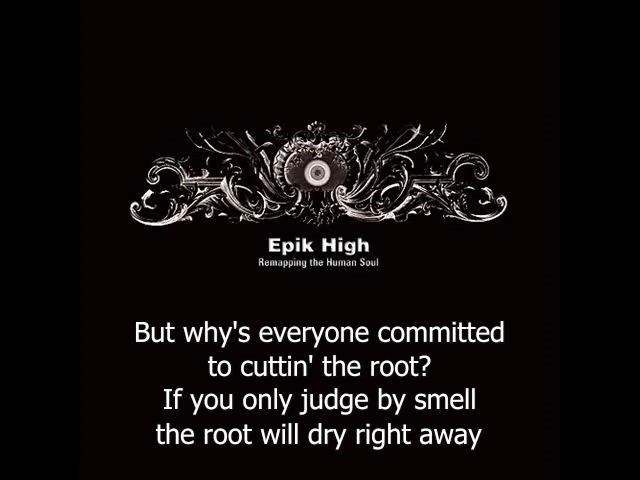 Epik High
Remapping the Human Soul
But why's everyone committed
to cuttin' the root?
If you only judge by smell
the root will dry right away